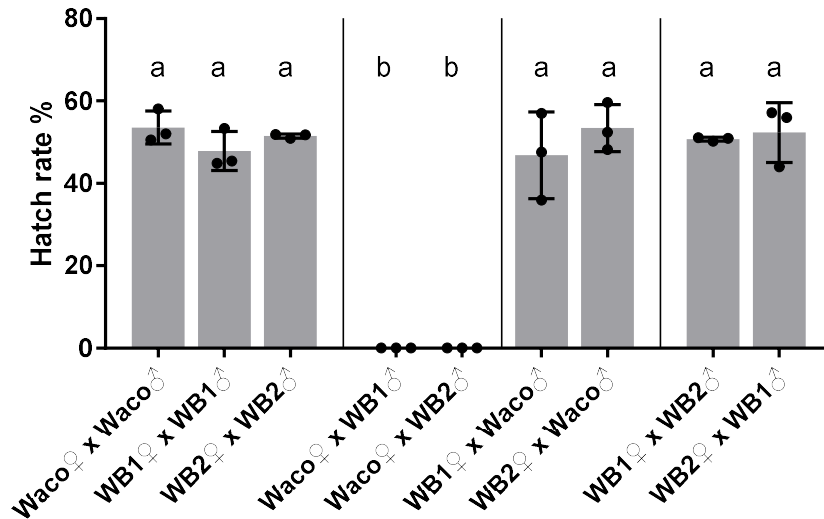 Hatch rate %
80
60
40
20
0
a a a b b a a a a
Waco♀ x Waco♂
WB1♀ x WB1♂
WB2♀ x WB2♂
Waco♀ x WB1♂
Waco♀ x WB2♂
WB1♀ x Waco♂
WB2♀ x Waco♂
WB1♀ x WB2♂
WB2♀ x WB1♂